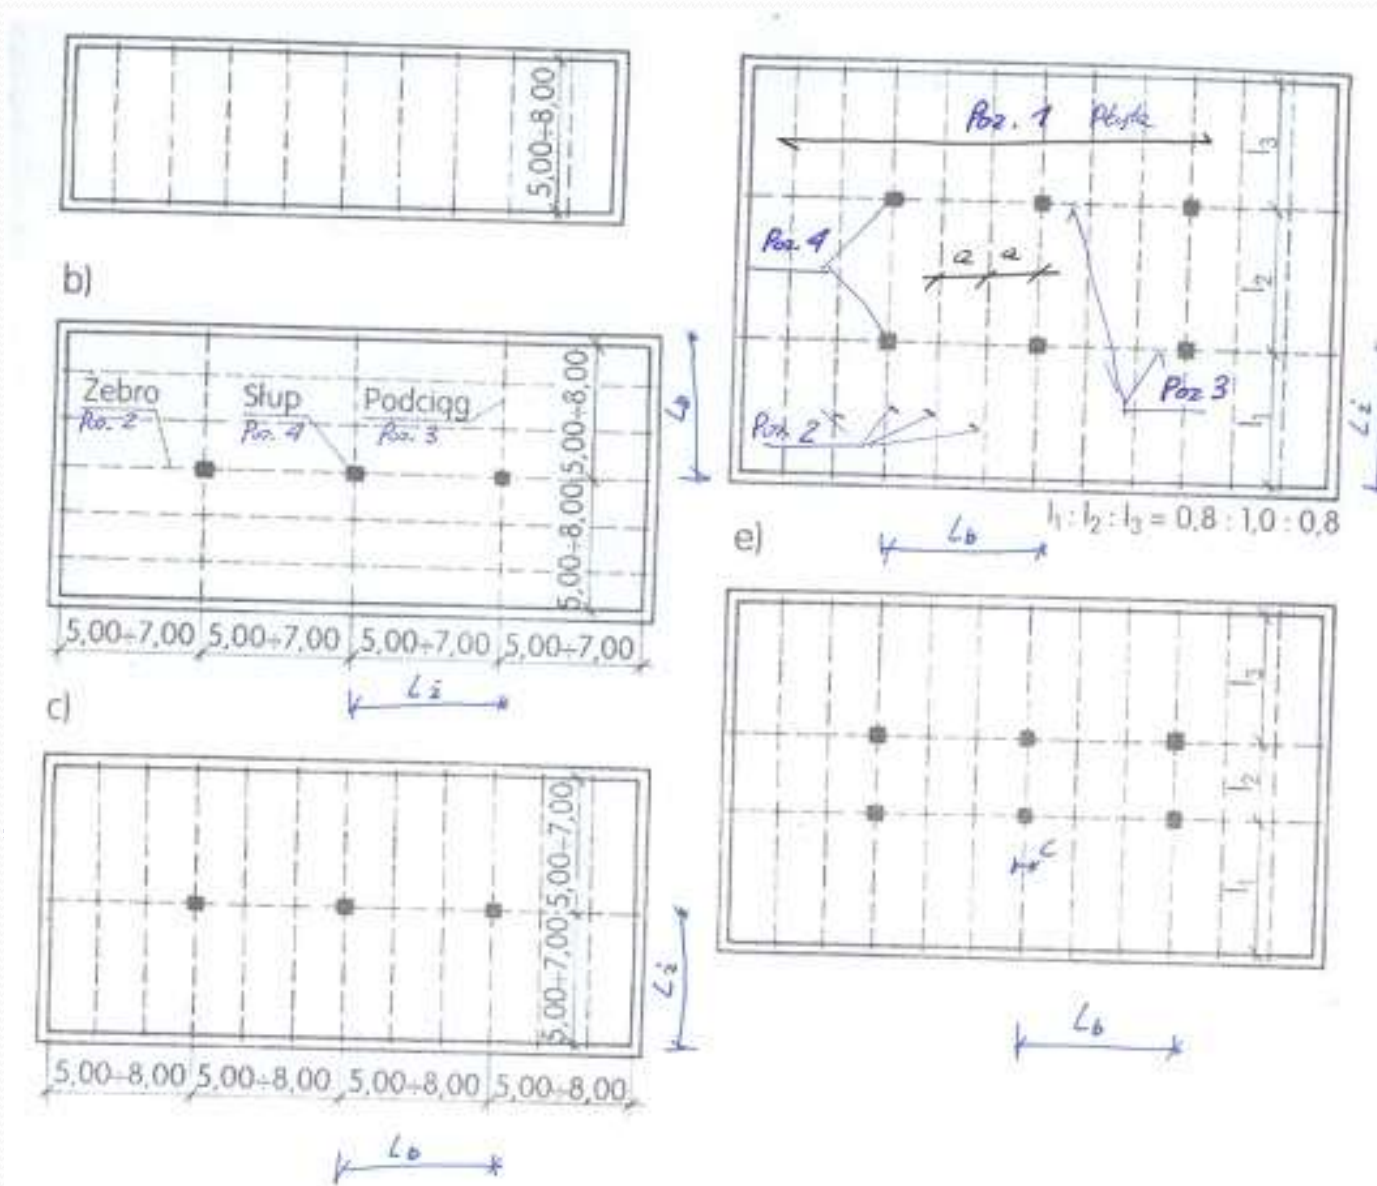 5,00÷8,00
b)
Żebro
Poz. 2
Słup
Poz. 4
Podciąg
Poz. 3
5,00÷8,00
5,00÷8,00
Lb
5,00÷7,00 5,00÷7,00 5,00÷7,00 5,00÷7,00
Lż
c)
5,00÷7,00
5,00÷7,00
Lż
5,00÷8,00 5,00÷8,00 5,00÷8,00 5,00÷8,00
Lb
Poz. 1 Płyta
l3
Poz. 4
a a
l2
Poz 3
Poz. 2
l1
Lż
l1 : l2 : l3 = 0,8 : 1,0 : 0,8
Lb
e)
l3
l2
c
l1
Lb